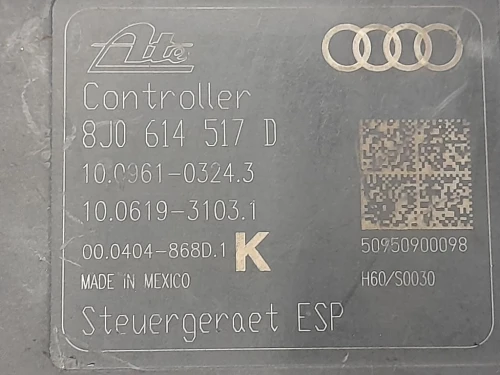 Ate
Controller
8J0 614 517 D
10.0961-0324.3
10.0619-3103.1
00.0404-868D.1 K
50950900098
MADE iN MEXICO
H60/S0030
Steuergeraet ESP